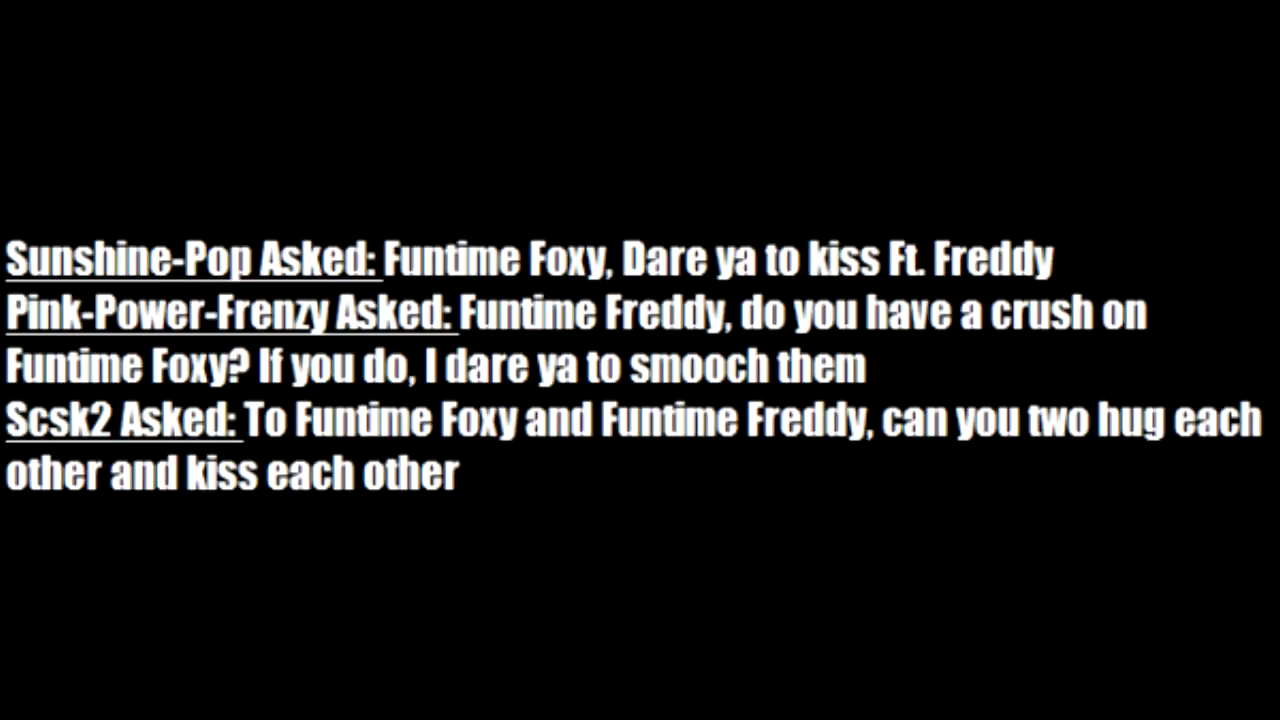 Sunshine-Pop Asked: Funtime Foxy, Dare ya to kiss Ft. Freddy
Pink-Power-Frenzy Asked: Funtime Freddy, do you have a crush on
Funtime Foxy? If you do, I dare ya to smooch them
Scsk2 Asked: To Funtime Foxy and Funtime Freddy, can you two hug each
other and kiss each other